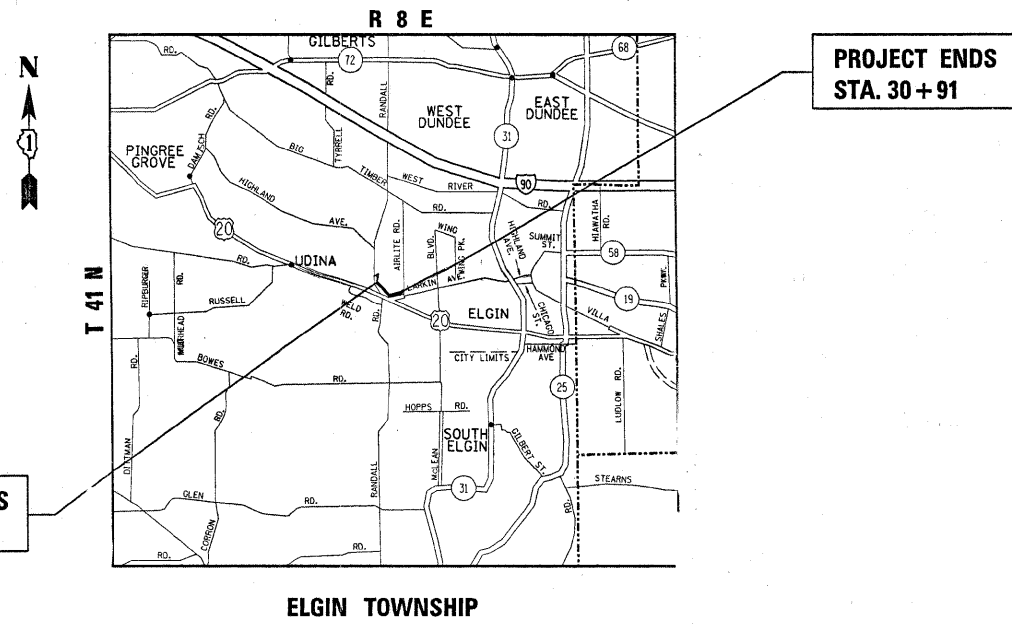 R 8 E
N
1
T 41 N
PROJECT ENDS
STA. 30+91
S
GILBERTS
72
68
RD.
RD.
RANDALL
WEST
DUNDEE
EAST
DUNDEE
31
PINGREE
GROVE
DAMISCH
RD.
BIG
TIMBER
RD.
TYRRELL
WEST
RIVER
RD.
90
HIGHLAND
AVE.
20
UDINA
RD.
AIRLITE RD.
BLVD.
WING
WING PK.
LARKIN
AVE.
HIGHLAND
AVE.
SUMMIT
ST.
HIAWATHA
RD.
58
PKWY.
SHALES
19
VILLA
CHICAGO
ST.
ELGIN
20
WELD
RD.
RD.
RIPBURGER
RD.
MUIRHEAD
RUSSELL
BOWES
RD.
CITY LIMITS
HAMMOND
AVE
25
LUDLOW RD.
HOPPS RD.
SOUTH
ELGIN
GILBERT ST.
McLEAN
31
STEARNS
RD.
RD.
DITTMAN
RD.
CORRON
GLEN
RD.
RANDALL
RD.
RD.
RD.
ELGIN TOWNSHIP